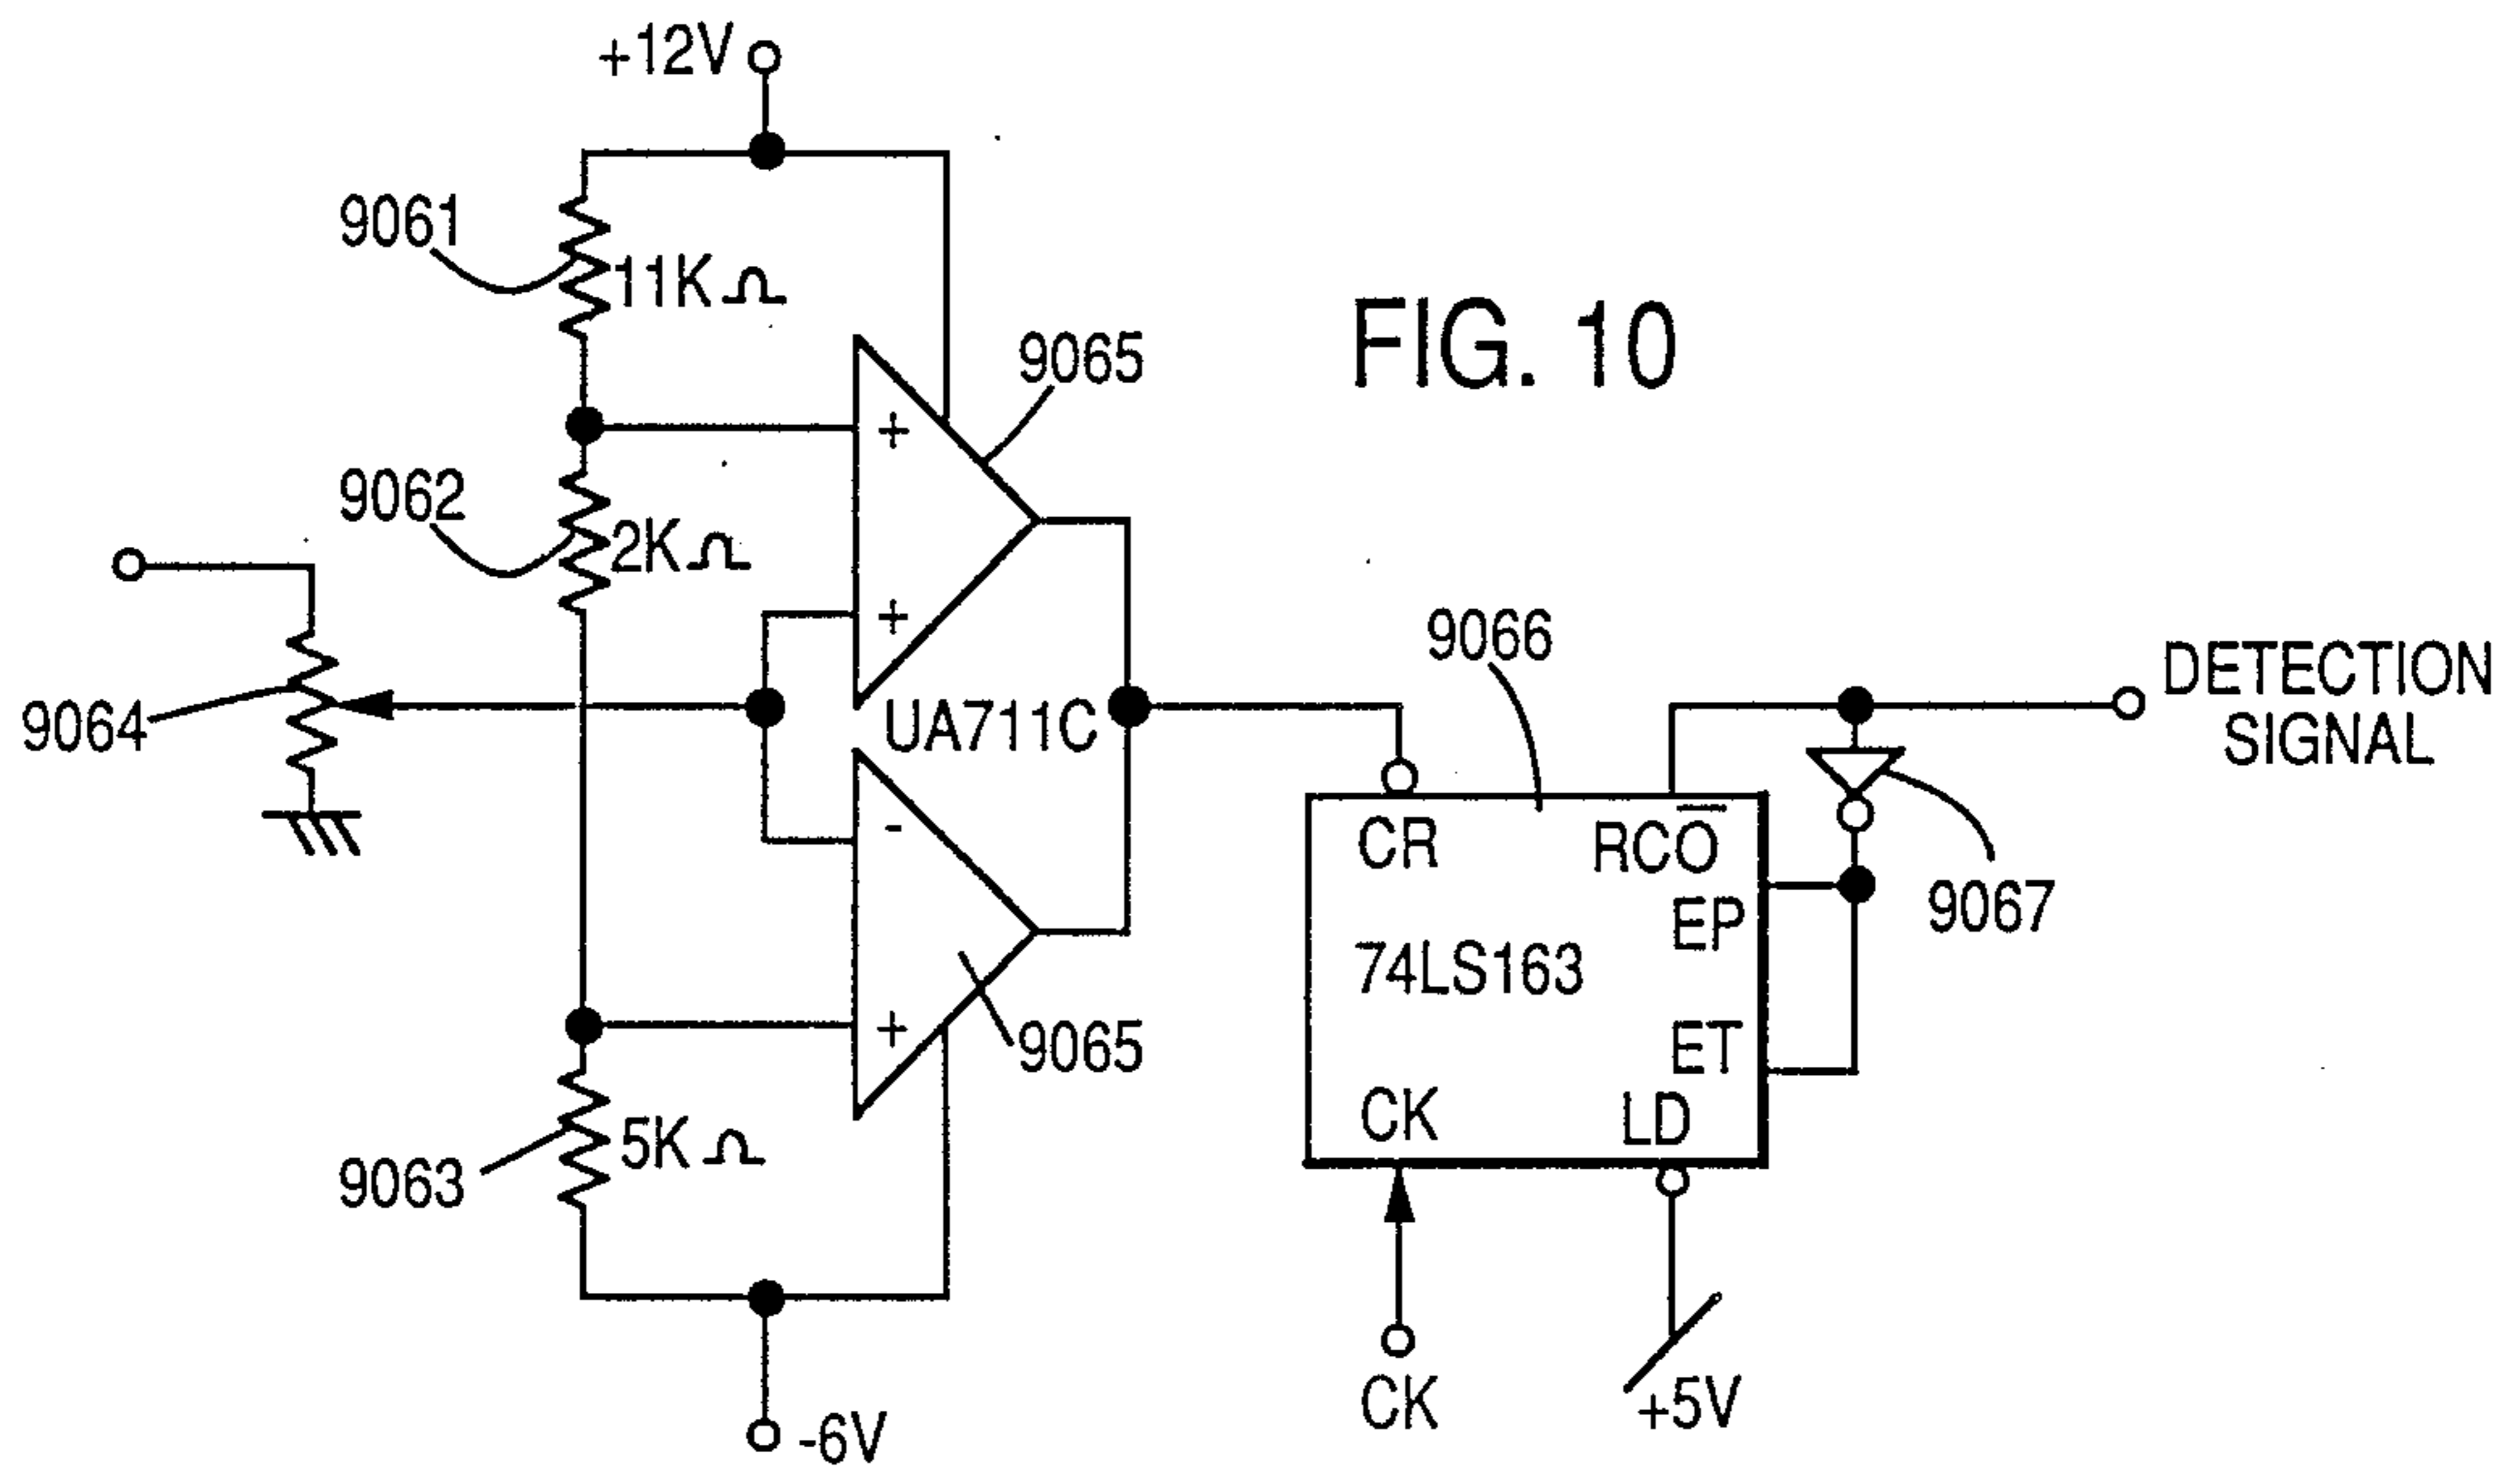 +12V
9061
11KΩ
9065
FIG. 10
+
9062
2KΩ
+
9066
DETECTION
SIGNAL
9064
UA711C
-
CR
RCO̅
EP
9067
74LS163
+
9065
ET
CK
LD
9063
5KΩ
CK
+5V
-6V